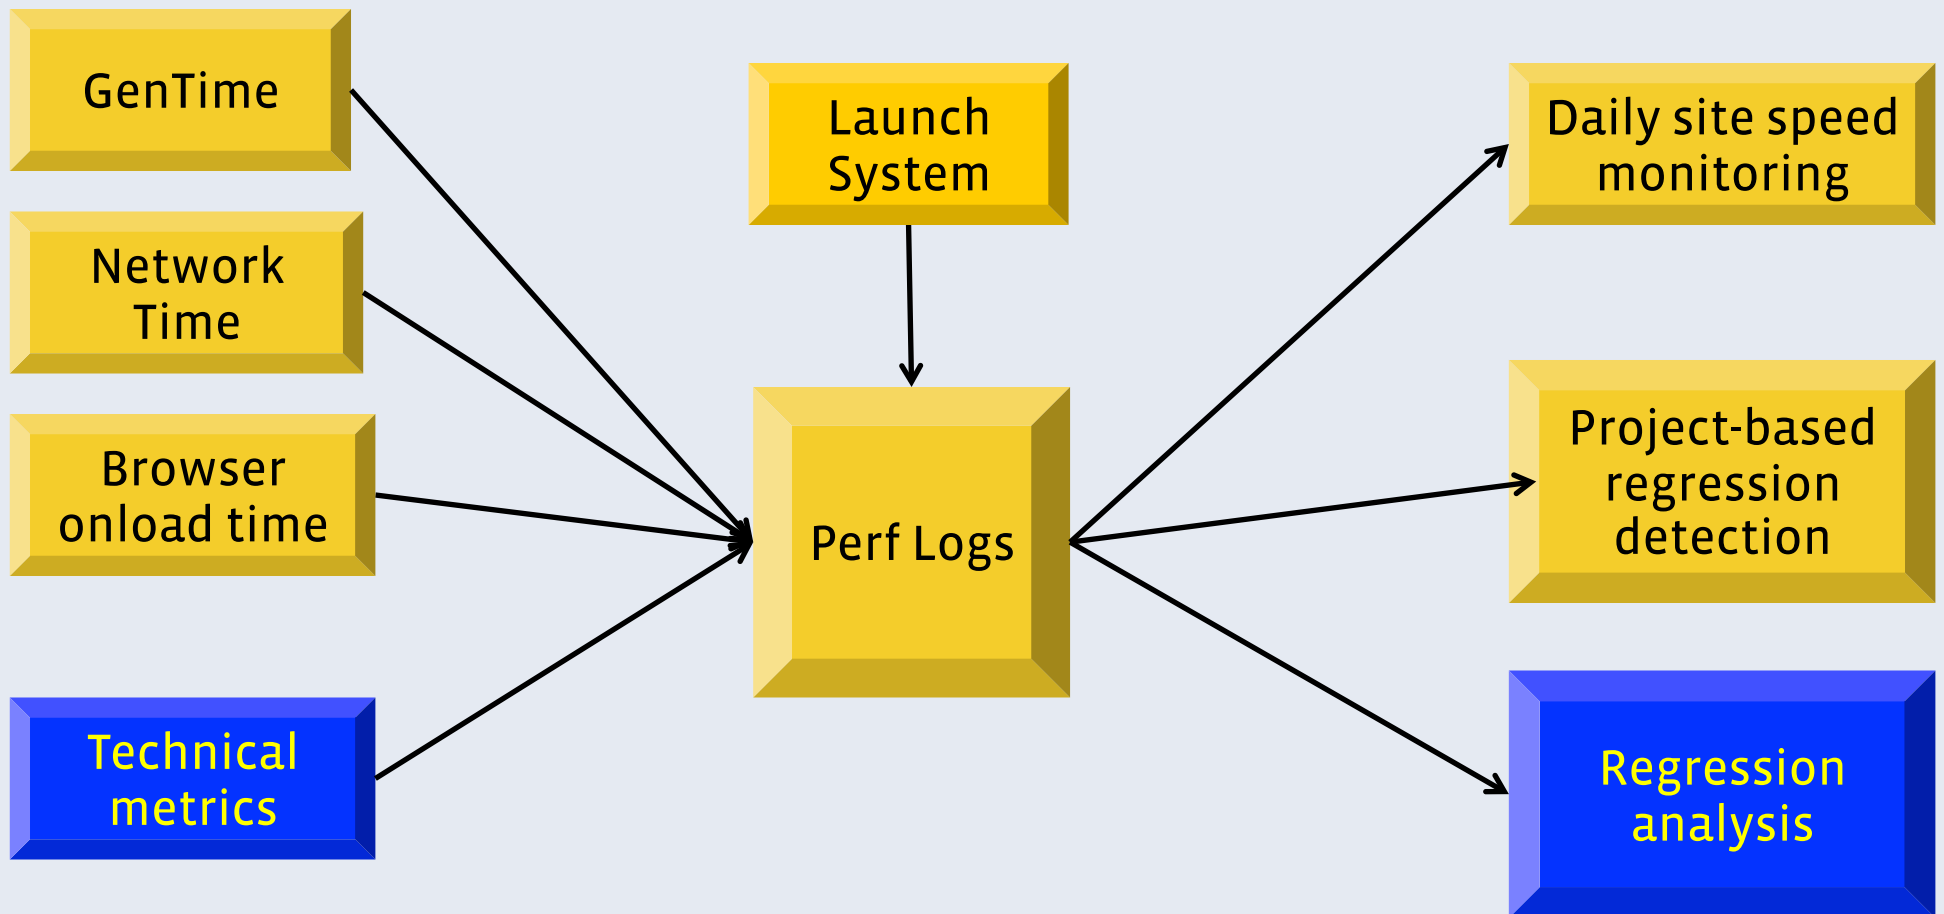 GenTime
Network
Time
Browser
onload time
Technical
metrics
Launch
System
Perf Logs
Daily site speed
monitoring
Project-based
regression
detection
Regression
analysis